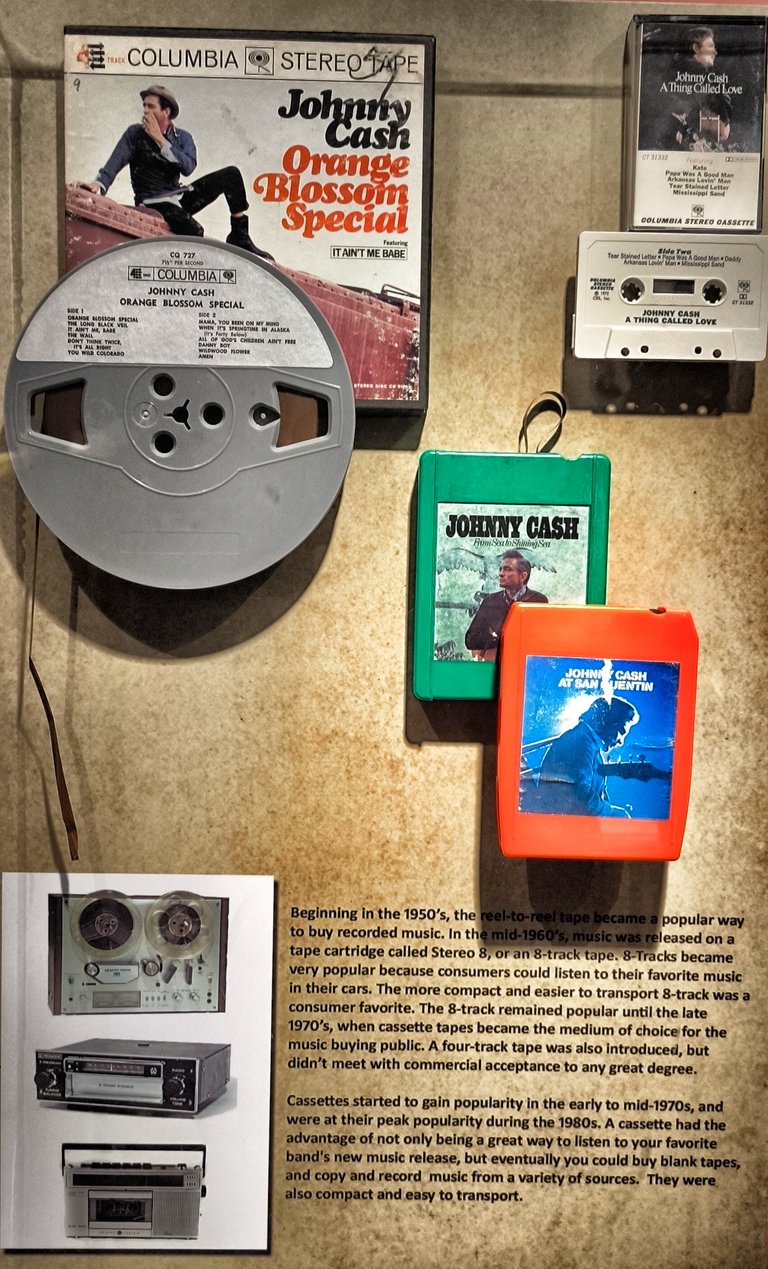 4 TRACK COLUMBIA STEREO TAPE
9
Johnny
Cash
Orange
Blossom
Special
Featuring
IT AIN'T ME BABE
CQ 727
7½" PER SECOND
COLUMBIA
JOHNNY CASH
ORANGE BLOSSOM SPECIAL
SIDE 1
ORANGE BLOSSOM SPECIAL
THE LONG BLACK VEIL
IT AIN'T ME, BABE
THE WALL
DON'T THINK TWICE,
IT'S ALL RIGHT
YOU WILD COLORADO
SIDE 2
MAMA, YOU BEEN ON MY MIND
WHEN IT'S SPRINGTIME IN ALASKA
(It's Forty Below)
ALL OF GOD'S CHILDREN AIN'T FREE
DANNY BOY
WILDWOOD FLOWER
AMEN
STEREO DISC
Johnny Cash
A Thing Called Love
CT 31332
Featuring
Kate
Papa Was A Good Man
Arkansas Lovin' Man
Tear Stained Letter
Mississippi Sand
COLUMBIA STEREO CASSETTE
Side Two
Tear Stained Letter • Papa Was A Good Man • Daddy
Arkansas Lovin' Man • Mississippi Sand
COLUMBIA
STEREO
CASSETTE
℗ 1972
CBS, Inc.
CT 31332
JOHNNY CASH
A THING CALLED LOVE
JOHNNY CASH
From Sea to Shining Sea
JOHNNY CASH
AT SAN QUENTIN
Beginning in the 1950's, the reel-to-reel tape became a popular way
to buy recorded music. In the mid-1960's, music was released on a
tape cartridge called Stereo 8, or an 8-track tape. 8-Tracks became
very popular because consumers could listen to their favorite music
in their cars. The more compact and easier to transport 8-track was a
consumer favorite. The 8-track remained popular until the late
1970's, when cassette tapes became the medium of choice for the
music buying public. A four-track tape was also introduced, but
didn't meet with commercial acceptance to any great degree.
Cassettes started to gain popularity in the early to mid-1970s, and
were at their peak popularity during the 1980s. A cassette had the
advantage of not only being a great way to listen to your favorite
band's new music release, but eventually you could buy blank tapes,
and copy and record music from a variety of sources. They were
also compact and easy to transport.